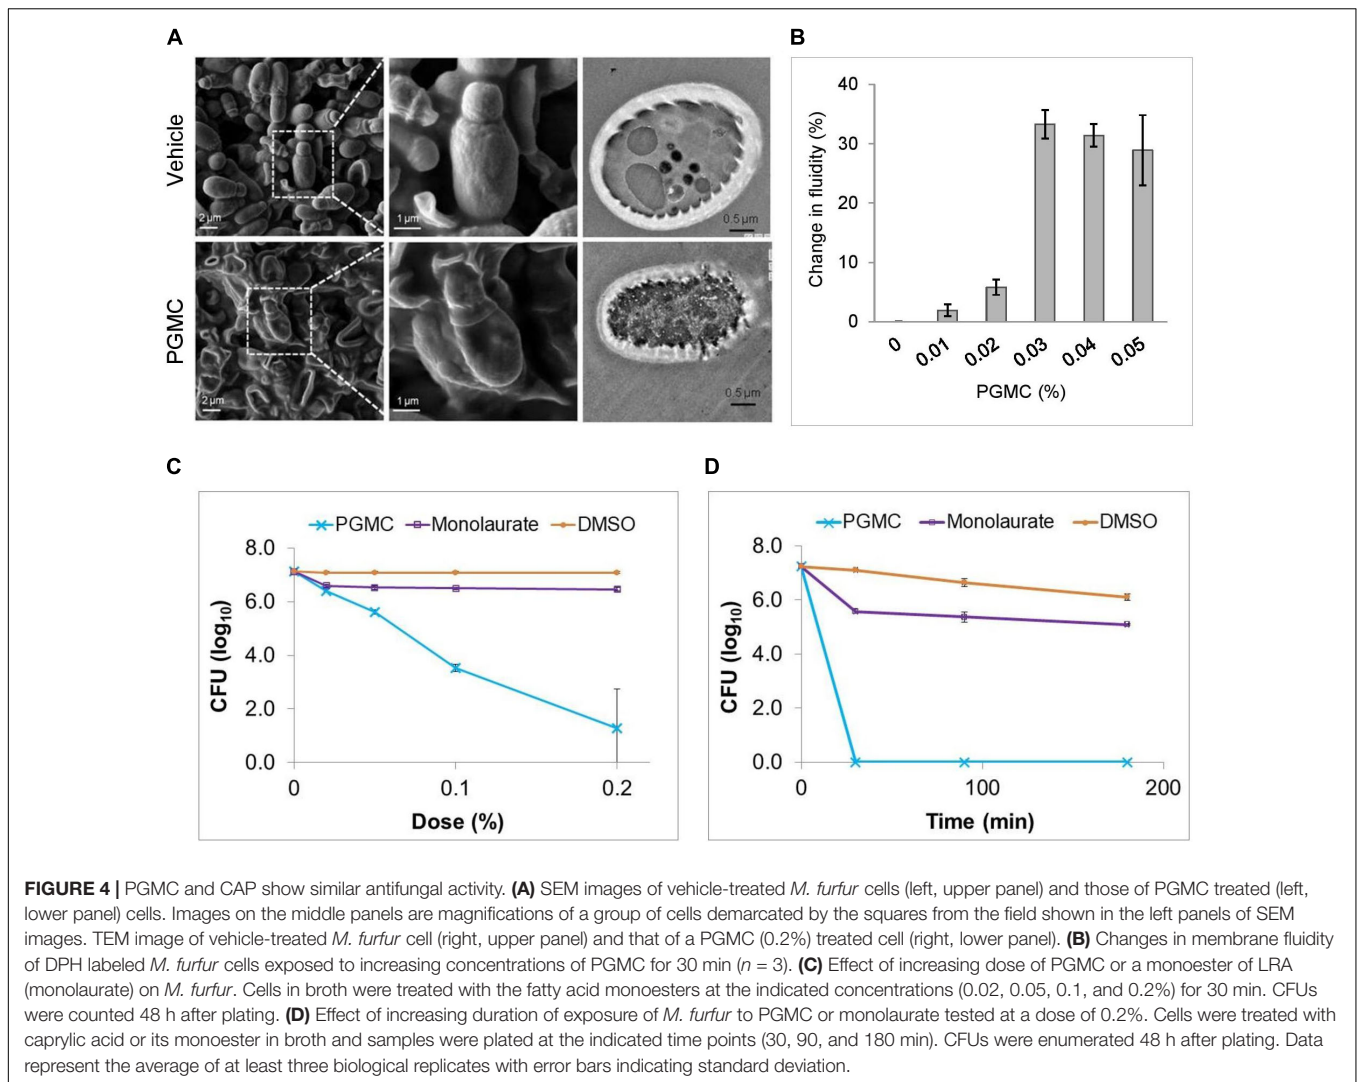 A
B
Vehicle
2 µm
1 µm
0.5 µm
PGMC
2 µm
1 µm
0.5 µm
Change in fluidity (%)
40
30
20
10
0
0
0.01
0.02
0.03
0.04
0.05
PGMC (%)
C
PGMC Monolaurate DMSO
CFU (log10)
8.0
6.0
4.0
2.0
0.0
0 0.1 0.2
Dose (%)
D
PGMC Monolaurate DMSO
CFU (log10)
8.0
6.0
4.0
2.0
0.0
0 100 200
Time (min)
FIGURE 4 | PGMC and CAP show similar antifungal activity. (A) SEM images of vehicle-treated M. furfur cells (left, upper panel) and those of PGMC treated (left,
lower panel) cells. Images on the middle panels are magnifications of a group of cells demarcated by the squares from the field shown in the left panels of SEM
images. TEM image of vehicle-treated M. furfur cell (right, upper panel) and that of a PGMC (0.2%) treated cell (right, lower panel). (B) Changes in membrane fluidity
of DPH labeled M. furfur cells exposed to increasing concentrations of PGMC for 30 min (n = 3). (C) Effect of increasing dose of PGMC or a monoester of LRA
(monolaurate) on M. furfur. Cells in broth were treated with the fatty acid monoesters at the indicated concentrations (0.02, 0.05, 0.1, and 0.2%) for 30 min. CFUs
were counted 48 h after plating. (D) Effect of increasing duration of exposure of M. furfur to PGMC or monolaurate tested at a dose of 0.2%. Cells were treated with
caprylic acid or its monoester in broth and samples were plated at the indicated time points (30, 90, and 180 min). CFUs were enumerated 48 h after plating. Data
represent the average of at least three biological replicates with error bars indicating standard deviation.